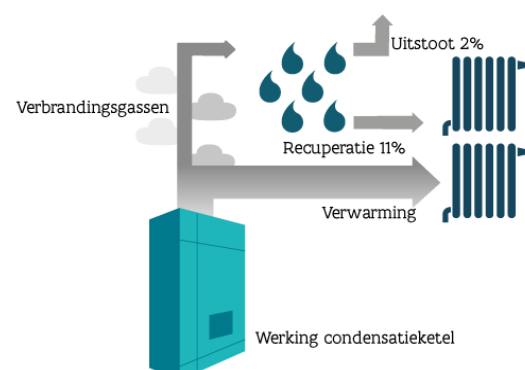 Uitstoot 2%
Verbrandingsgassen
Recuperatie 11%
Verwarming
Werking condensatieketel